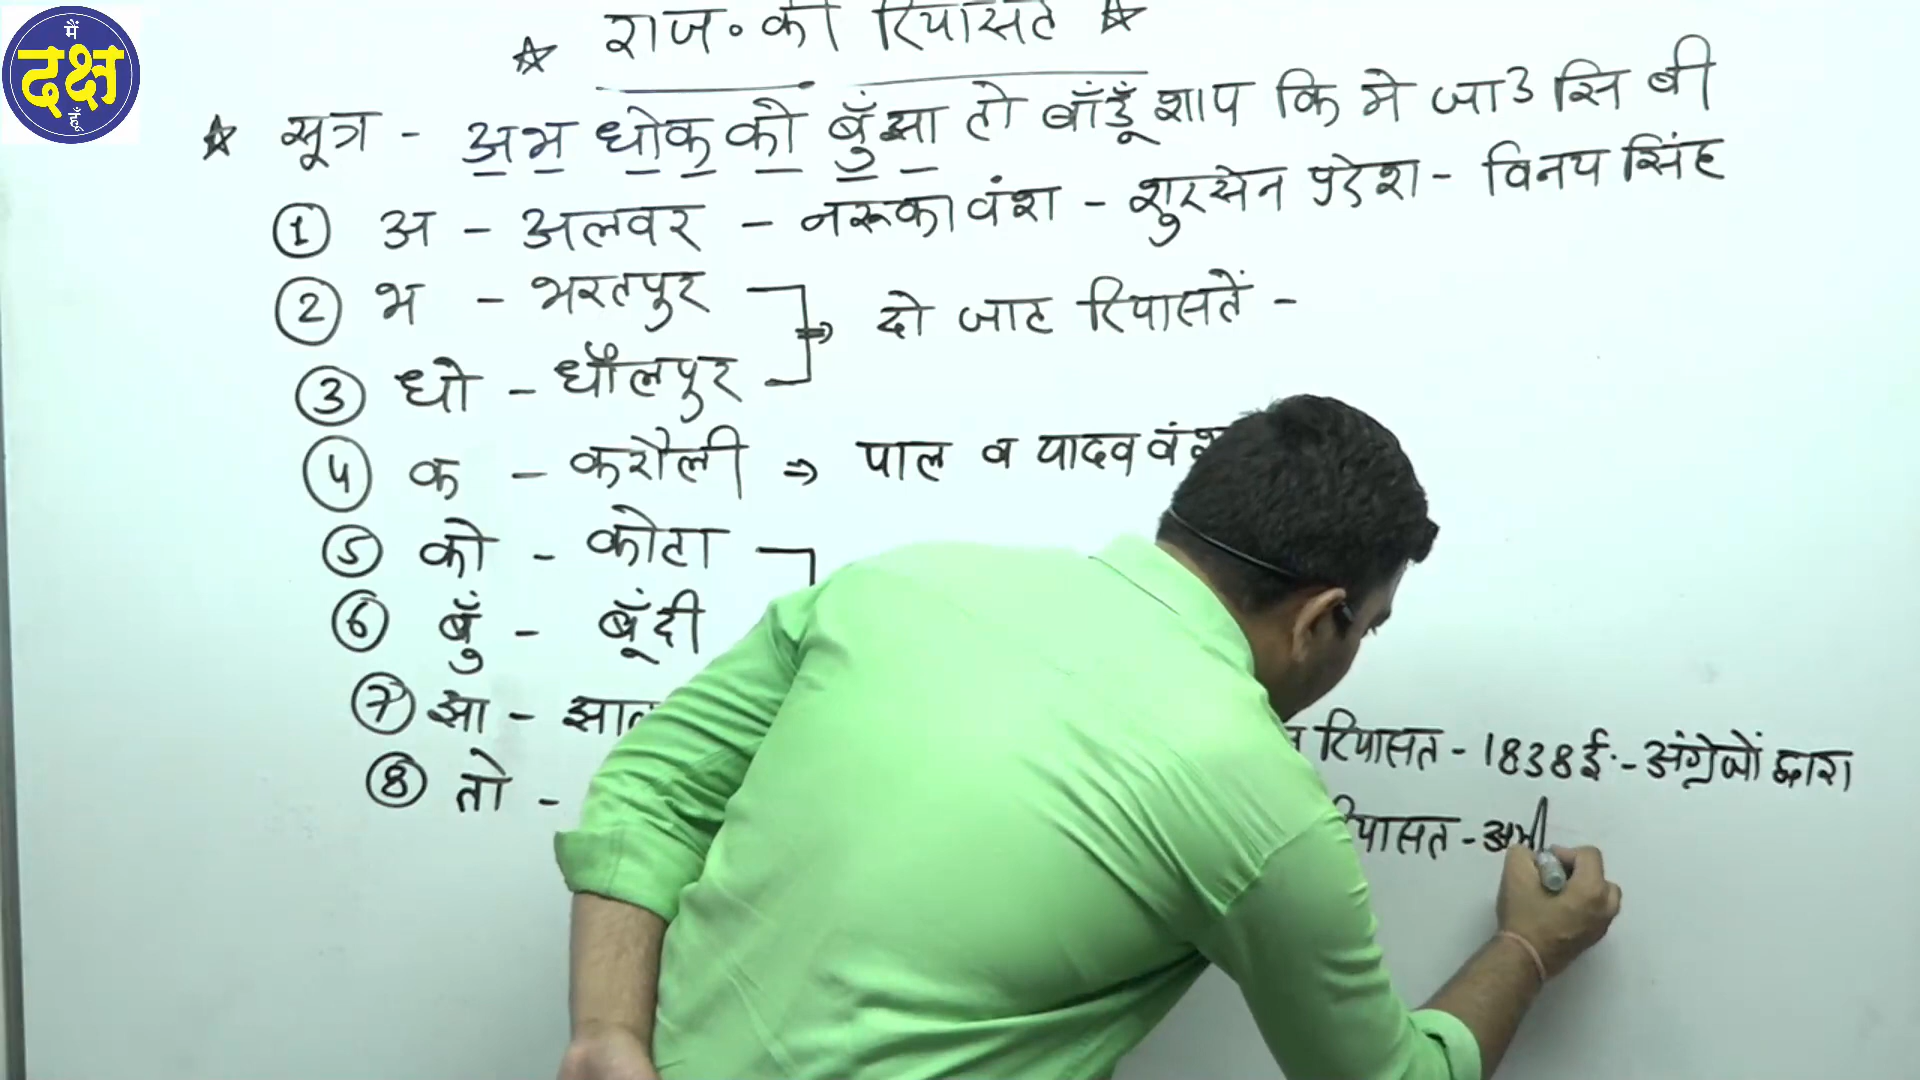 मैं
दक्ष
हूँ
☆ राज॰ की रियासतें ☆
☆ सूत्र - अभ धोक को बुँझा तो बाँडूँ शाप कि मे जा उ सि बी
① अ - अलवर - नरूका वंश - शुरसेन प्रदेश - विनय सिंह
② भ - भरतपुर
⇒ दो जाट रियासतें -
③ धो - धौलपुर
④ क - करौली ⇒ पाल व यादव वंश
⑤ को - कोटा
⑥ बुँ - बूँदी
⑦ झा - झाल
रियासत - 1838 ई॰ - अंग्रेजों द्वारा
⑧ तो -
रियासत -